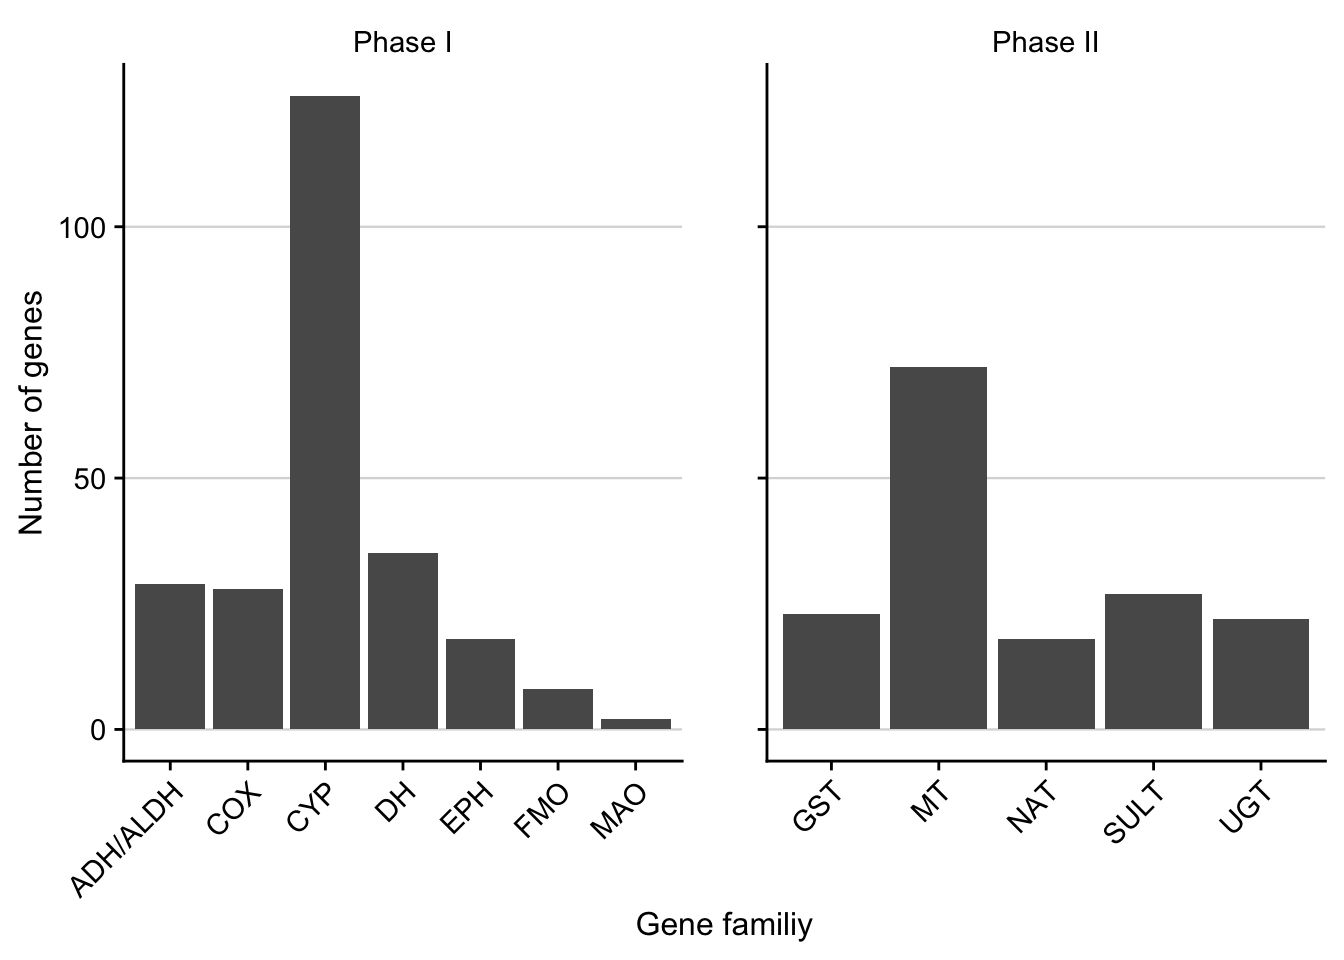 Phase I
Phase II
Number of genes
100
50
0
ADH/ALDH
COX
CYP
DH
EPH
FMO
MAO
GST
MT
NAT
SULT
UGT
Gene familiy